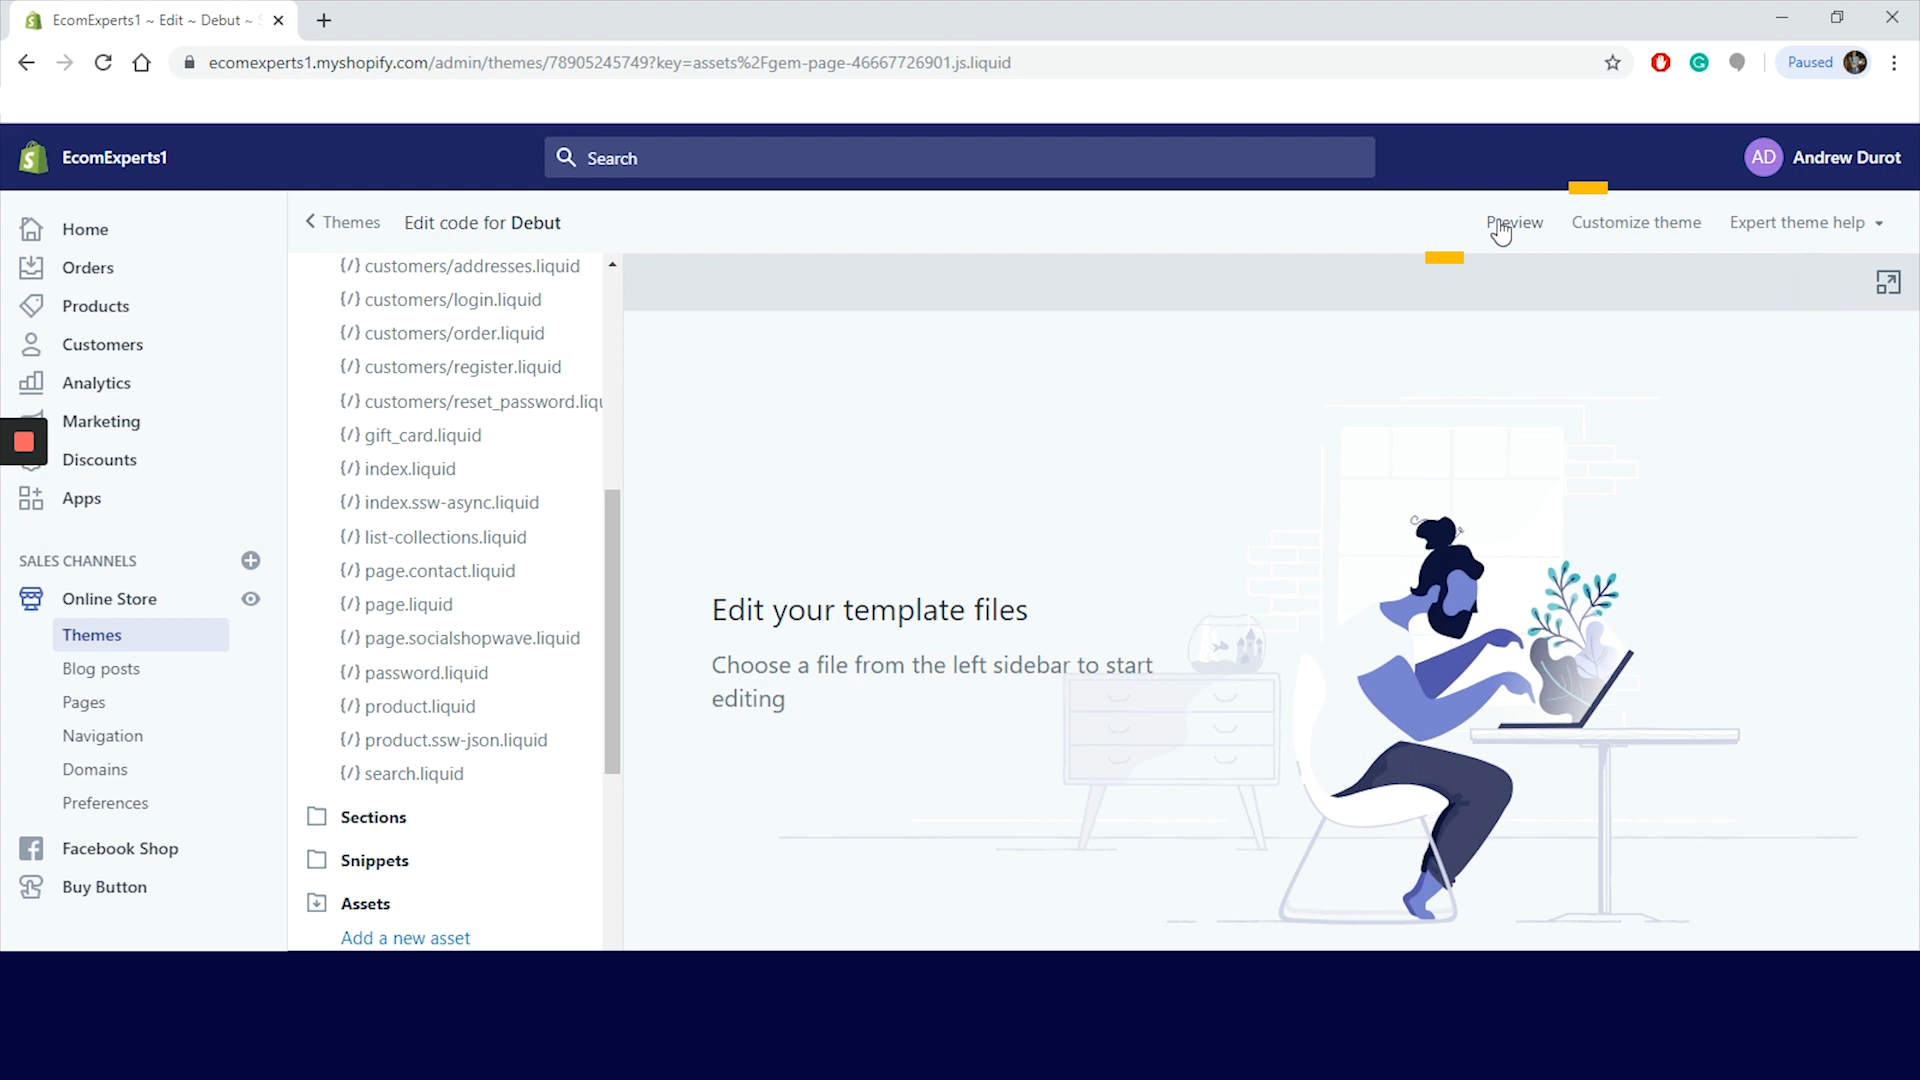 EcomExperts1 ~ Edit ~ Debut ~
ecomexperts1.myshopify.com/admin/themes/78905245749?key=assets%2Fgem-page-46667726901.js.liquid
Paused
EcomExperts1
Search
AD
Andrew Durot
Home
Orders
Products
Customers
Analytics
Marketing
Discounts
Apps
SALES CHANNELS
Online Store
Themes
Blog posts
Pages
Navigation
Domains
Preferences
Facebook Shop
Buy Button
Themes
Edit code for Debut
Preview
Customize theme
Expert theme help
{/} customers/addresses.liquid
{/} customers/login.liquid
{/} customers/order.liquid
{/} customers/register.liquid
{/} customers/reset_password.liqu
{/} gift_card.liquid
{/} index.liquid
{/} index.ssw-async.liquid
{/} list-collections.liquid
{/} page.contact.liquid
{/} page.liquid
{/} page.socialshopwave.liquid
{/} password.liquid
{/} product.liquid
{/} product.ssw-json.liquid
{/} search.liquid
Sections
Snippets
Assets
Add a new asset
Edit your template files
Choose a file from the left sidebar to start
editing